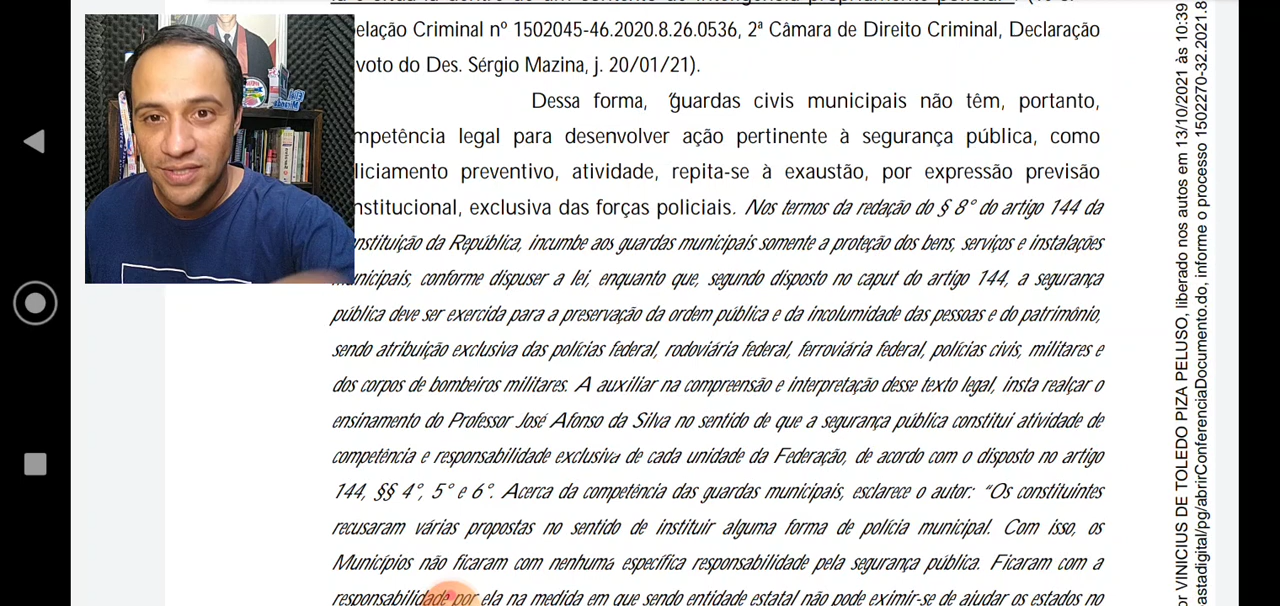 elação Criminal nº 1502045-46.2020.8.26.0536, 2ª Câmara de Direito Criminal, Declaração
voto do Des. Sérgio Mazina, j. 20/01/21).
Dessa forma, “guardas civis municipais não têm, portanto,
mpetência legal para desenvolver ação pertinente à segurança pública, como
liciamento preventivo, atividade, repita-se à exaustão, por expressão previsão
nstitucional, exclusiva das forças policiais. Nos termos da redação do § 8° do artigo 144 da
nstituição da República, incumbe aos guardas municipais somente a proteção dos bens, serviços e instalações
municipais, conforme dispuser a lei, enquanto que, segundo disposto no caput do artigo 144, a segurança
pública deve ser exercida para a preservação da ordem pública e da incolumidade das pessoas e do patrimônio,
sendo atribuição exclusiva das polícias federal, rodoviária federal, ferroviária federal, polícias civis, militares e
dos corpos de bombeiros militares. A auxiliar na compreensão e interpretação desse texto legal, insta realçar o
ensinamento do Professor José Afonso da Silva no sentido de que a segurança pública constitui atividade de
competência e responsabilidade exclusiva de cada unidade da Federação, de acordo com o disposto no artigo
144, §§ 4°, 5° e 6°. Acerca da competência das guardas municipais, esclarece o autor: “Os constituintes
recusaram várias propostas no sentido de instituir alguma forma de polícia municipal. Com isso, os
Municípios não ficaram com nenhuma específica responsabilidade pela segurança pública. Ficaram com a
responsabilidade por ela na medida em que sendo entidade estatal não pode eximir-se de ajudar os estados no
or VINICIUS DE TOLEDO PIZA PELUSO, liberado nos autos em 13/10/2021 às 10:39
astadigital/pg/abrirConferenciaDocumento.do, informe o processo 1502270-32.2021.8